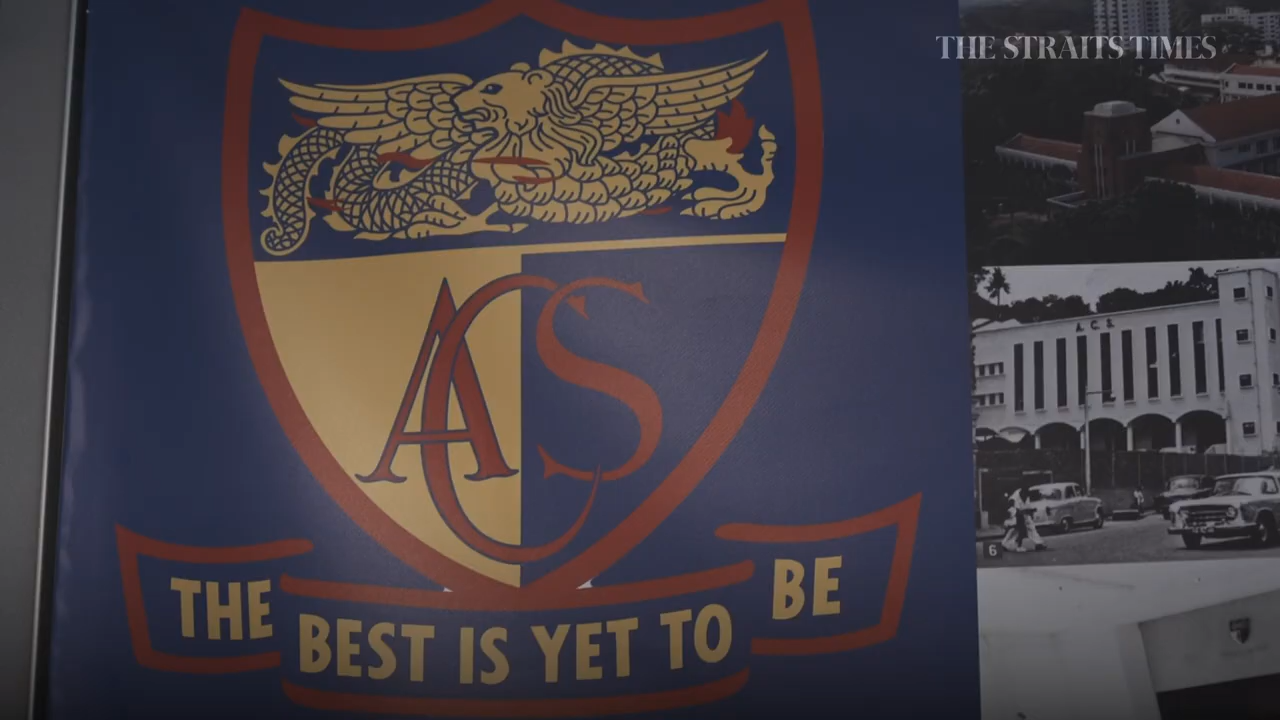 THE STRAITS TIMES
ACS
THE BEST IS YET TO BE
A.C.S.
6